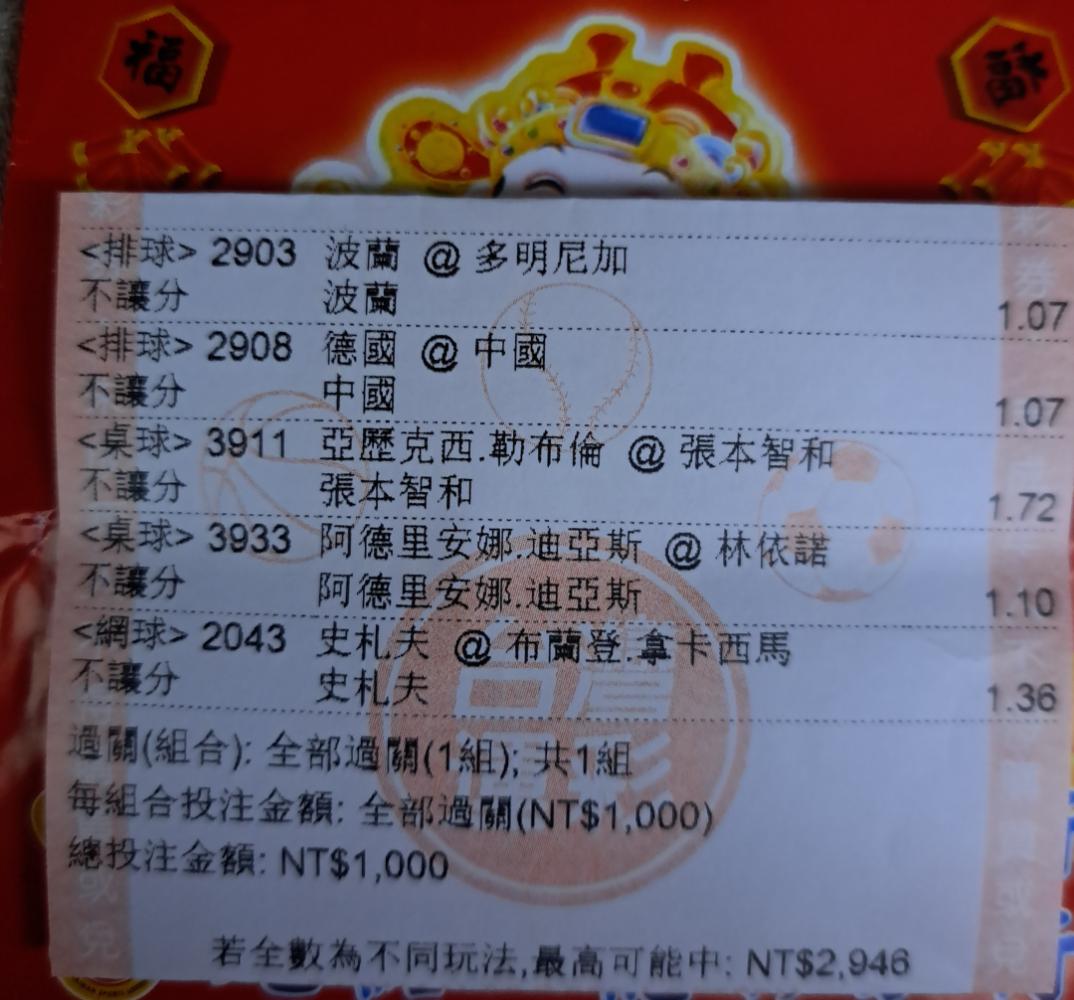 福
福
<排球> 2903 波蘭 @ 多明尼加
不讓分 波蘭 1.07
<排球> 2908 德國 @ 中國
不讓分 中國 1.07
<桌球> 3911 亞歷克西.勒布倫 @ 張本智和
不讓分 張本智和 1.72
<桌球> 3933 阿德里安娜.迪亞斯 @ 林依諾
不讓分 阿德里安娜.迪亞斯 1.10
<網球> 2043 史札夫 @ 布蘭登.拿卡西馬
不讓分 史札夫 1.36
過關(組合): 全部過關(1組); 共1組
每組合投注金額: 全部過關(NT$1,000)
總投注金額: NT$1,000
若全數為不同玩法,最高可能中: NT$2,946